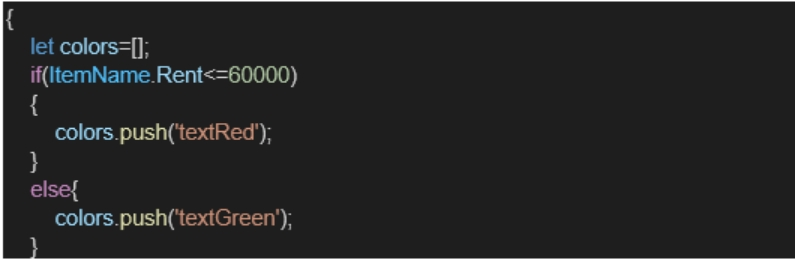 {
let colors=[];
if(ItemName.Rent<=60000)
{
colors.push('textRed');
}
else{
colors.push('textGreen');
}